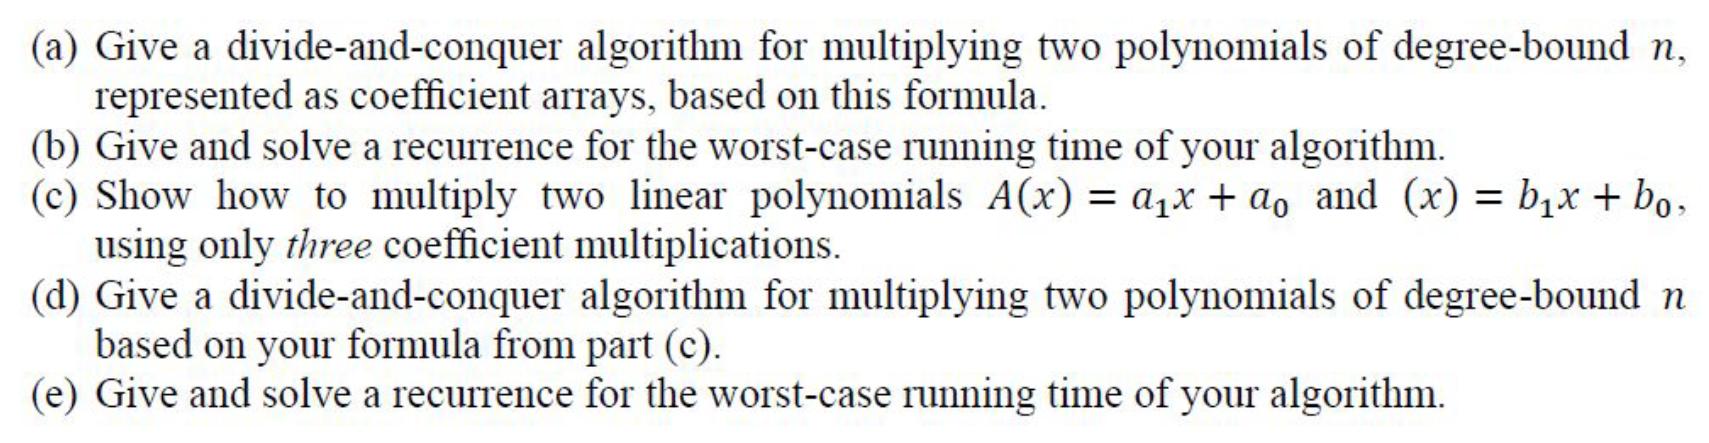 (a) Give a divide-and-conquer algorithm for multiplying two polynomials of degree-bound n,
represented as coefficient arrays, based on this formula.
(b) Give and solve a recurrence for the worst-case running time of your algorithm.
(c) Show how to multiply two linear polynomials A(x) = a₁x + a₀ and (x) = b₁x + b₀,
using only three coefficient multiplications.
(d) Give a divide-and-conquer algorithm for multiplying two polynomials of degree-bound n
based on your formula from part (c).
(e) Give and solve a recurrence for the worst-case running time of your algorithm.